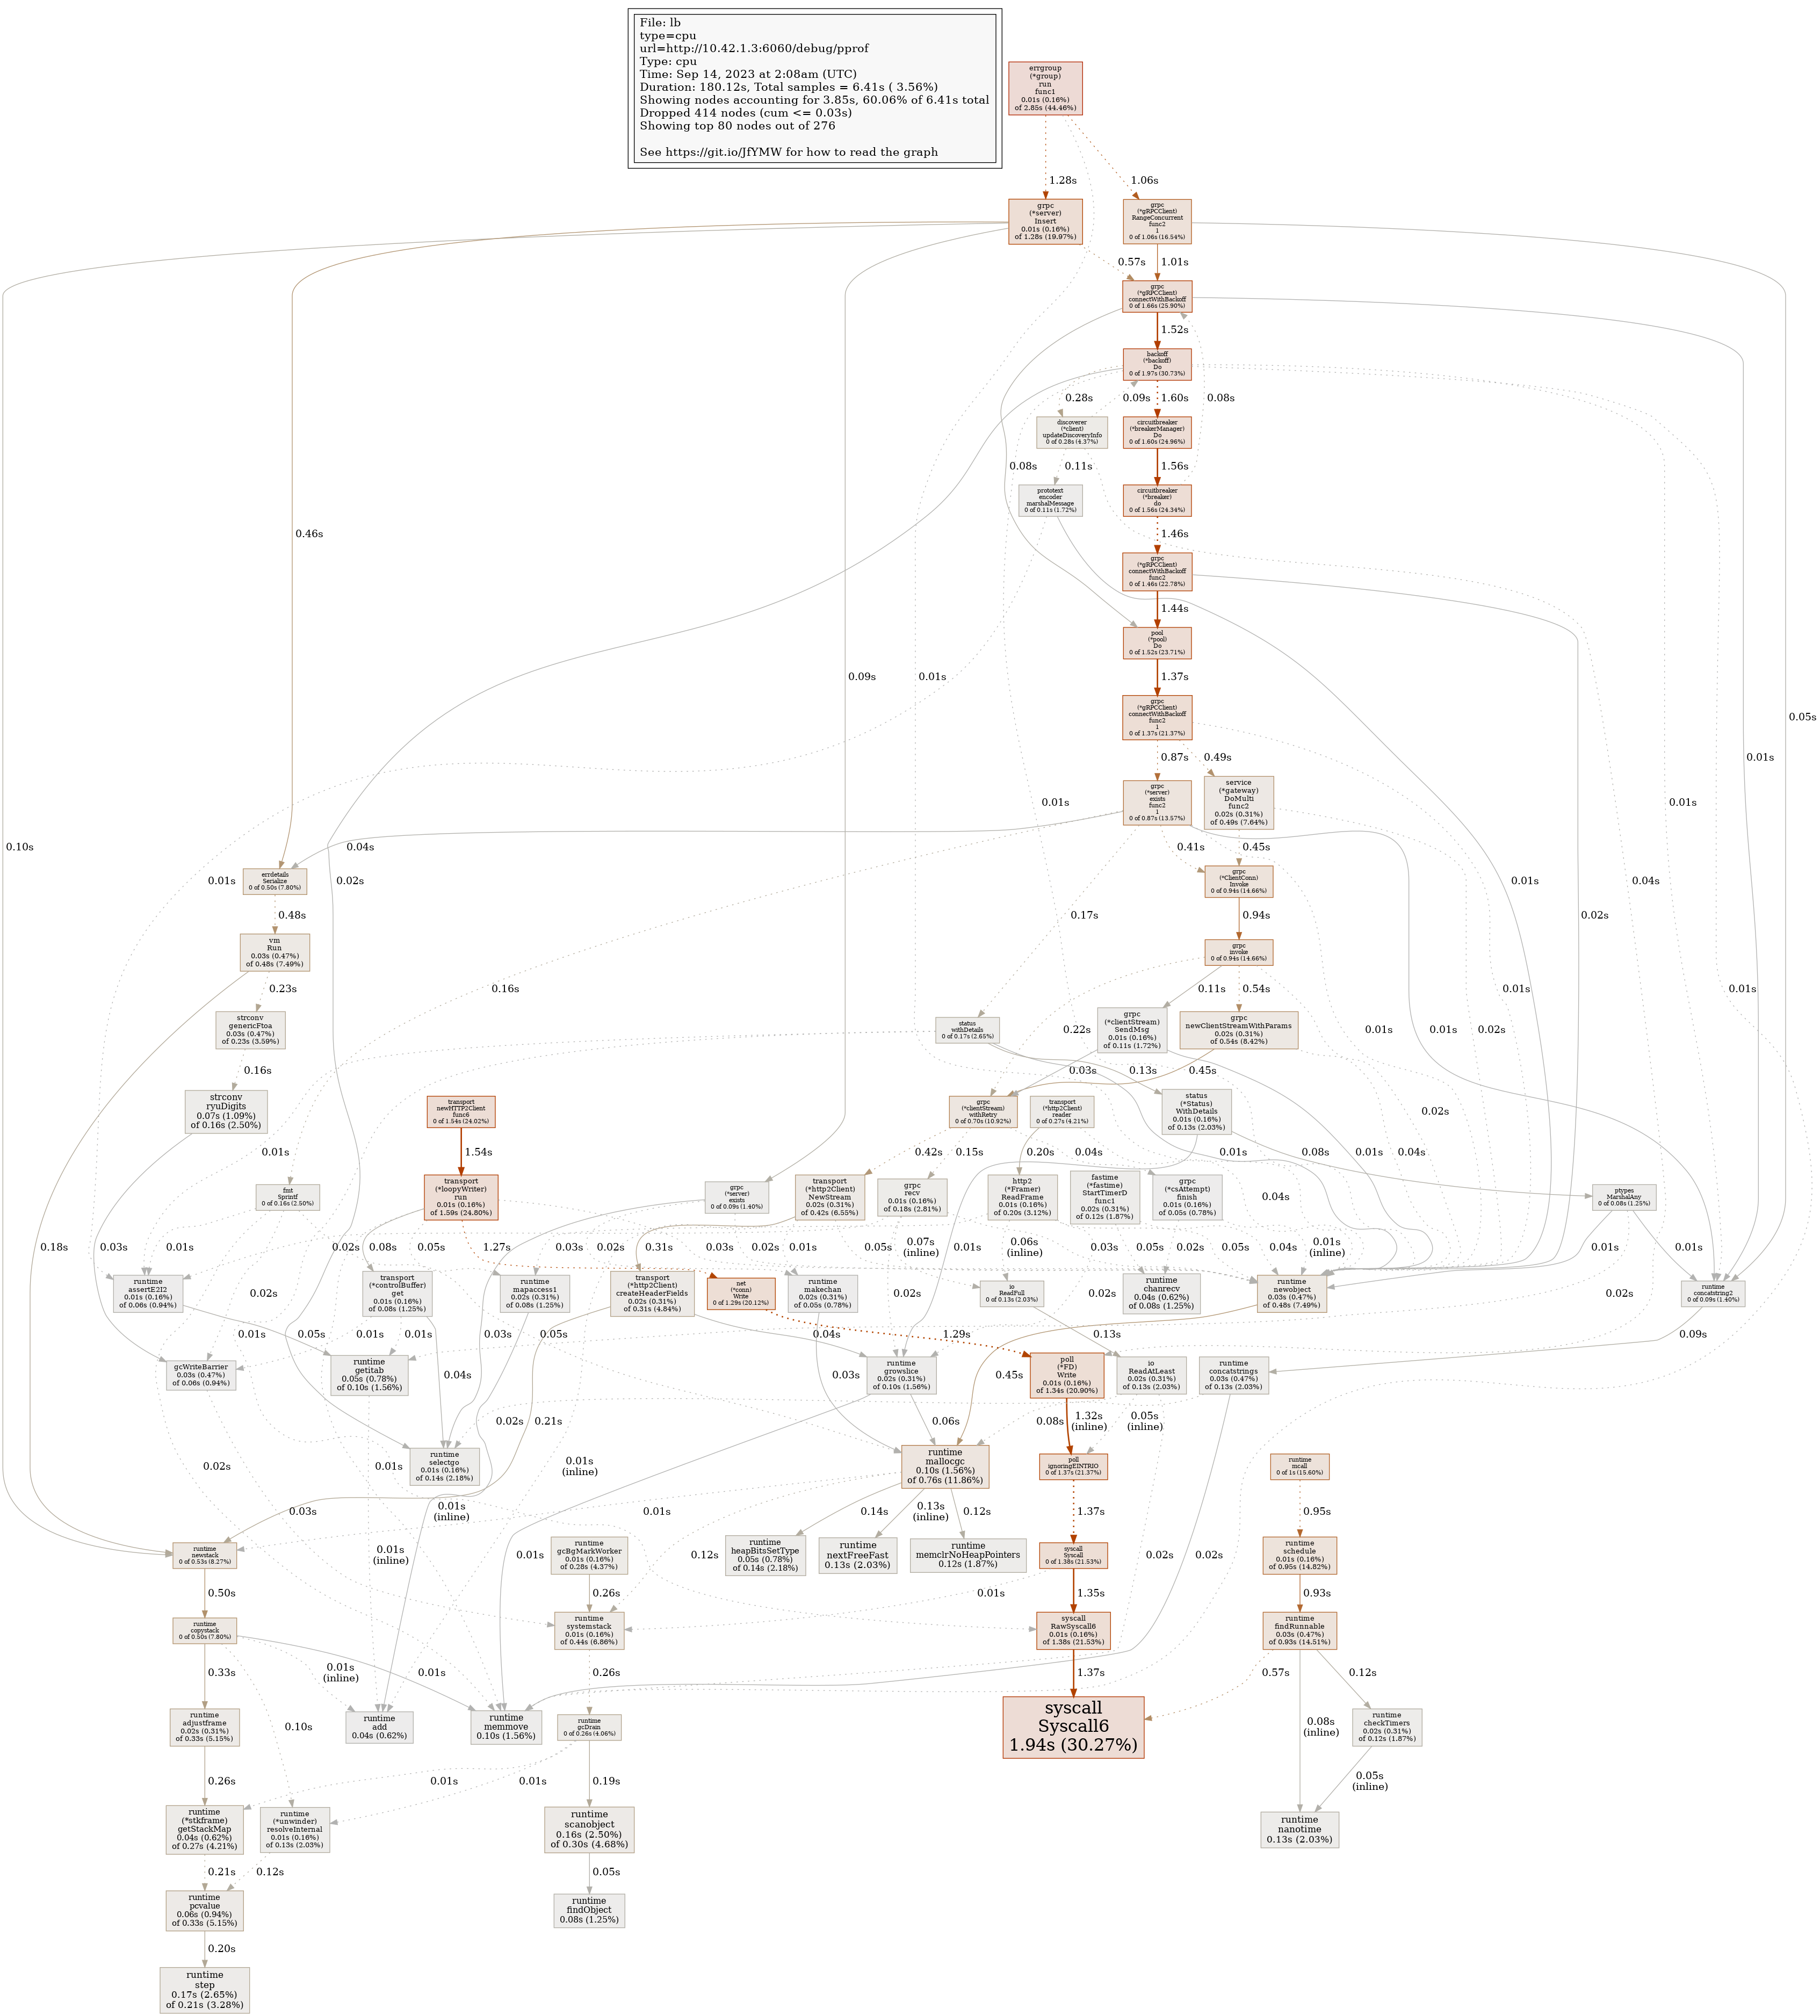 File: lb
type=cpu
url=http://10.42.1.3:6060/debug/pprof
Type: cpu
Time: Sep 14, 2023 at 2:08am (UTC)
Duration: 180.12s, Total samples = 6.41s ( 3.56%)
Showing nodes accounting for 3.85s, 60.06% of 6.41s total
Dropped 414 nodes (cum <= 0.03s)
Showing top 80 nodes out of 276
See https://git.io/JfYMW for how to read the graph
errgroup
(*group)
run
func1
0.01s (0.16%)
of 2.85s (44.46%)
1.28s
1.06s
grpc
(*server)
Insert
0.01s (0.16%)
of 1.28s (19.97%)
grpc
(*gRPCClient)
RangeConcurrent
func2
1
0 of 1.06s (16.54%)
0.57s
1.01s
grpc
(*gRPCClient)
connectWithBackoff
0 of 1.66s (25.90%)
1.52s
backoff
(*backoff)
Do
0 of 1.97s (30.73%)
0.28s
0.09s
1.60s
0.08s
discoverer
(*client)
updateDiscoveryInfo
0 of 0.28s (4.37%)
circuitbreaker
(*breakerManager)
Do
0 of 1.60s (24.96%)
0.08s
0.11s
1.56s
prototext
encoder
marshalMessage
0 of 0.11s (1.72%)
circuitbreaker
(*breaker)
do
0 of 1.56s (24.34%)
0.46s
1.46s
grpc
(*gRPCClient)
connectWithBackoff
func2
0 of 1.46s (22.78%)
1.44s
pool
(*pool)
Do
0 of 1.52s (23.71%)
0.09s
0.01s
1.37s
0.05s
grpc
(*gRPCClient)
connectWithBackoff
func2
1
0 of 1.37s (21.37%)
0.87s
0.49s
0.01s
grpc
(*server)
exists
func2
1
0 of 0.87s (13.57%)
service
(*gateway)
DoMulti
func2
0.02s (0.31%)
of 0.49s (7.64%)
0.01s
0.01s
0.10s
0.04s
0.41s
0.45s
errdetails
Serialize
0 of 0.50s (7.80%)
0.01s
0.02s
grpc
(*ClientConn)
Invoke
0 of 0.94s (14.66%)
0.01s
0.04s
0.48s
0.17s
0.94s
0.02s
vm
Run
0.03s (0.47%)
of 0.48s (7.49%)
grpc
invoke
0 of 0.94s (14.66%)
0.23s
0.16s
0.11s
0.54s
0.01s
0.01s
strconv
genericFtoa
0.03s (0.47%)
of 0.23s (3.59%)
status
withDetails
0 of 0.17s (2.65%)
0.22s
grpc
(*clientStream)
SendMsg
0.01s (0.16%)
of 0.11s (1.72%)
grpc
newClientStreamWithParams
0.02s (0.31%)
of 0.54s (8.42%)
0.01s
0.01s
0.02s
0.16s
0.03s
0.13s
0.45s
strconv
ryuDigits
0.07s (1.09%)
of 0.16s (2.50%)
transport
newHTTP2Client
func6
0 of 1.54s (24.02%)
grpc
(*clientStream)
withRetry
0 of 0.70s (10.92%)
transport
(*http2Client)
reader
0 of 0.27s (4.21%)
status
(*Status)
WithDetails
0.01s (0.16%)
of 0.13s (2.03%)
0.02s
0.01s
1.54s
0.42s
0.15s
0.20s
0.04s
0.01s
0.08s
0.01s
0.04s
fmt
Sprintf
0 of 0.16s (2.50%)
transport
(*loopyWriter)
run
0.01s (0.16%)
of 1.59s (24.80%)
grpc
(*server)
exists
0 of 0.09s (1.40%)
transport
(*http2Client)
NewStream
0.02s (0.31%)
of 0.42s (6.55%)
grpc
recv
0.01s (0.16%)
of 0.18s (2.81%)
http2
(*Framer)
ReadFrame
0.01s (0.16%)
of 0.20s (3.12%)
fastime
(*fastime)
StartTimerD
func1
0.02s (0.31%)
of 0.12s (1.87%)
grpc
(*csAttempt)
finish
0.01s (0.16%)
of 0.05s (0.78%)
0.04s
ptypes
MarshalAny
0 of 0.08s (1.25%)
0.18s
0.03s
0.01s
0.02s
0.08s
0.05s
1.27s
0.03s
0.02s
0.31s
0.03s
0.02s
0.01s
0.05s
0.07s
(inline)
0.01s
0.06s
(inline)
0.03s
0.05s
0.02s
0.05s
0.04s
0.01s
(inline)
0.01s
0.01s
runtime
assertE2I2
0.01s (0.16%)
of 0.06s (0.94%)
transport
(*controlBuffer)
get
0.01s (0.16%)
of 0.08s (1.25%)
runtime
mapaccess1
0.02s (0.31%)
of 0.08s (1.25%)
transport
(*http2Client)
createHeaderFields
0.02s (0.31%)
of 0.31s (4.84%)
net
(*conn)
Write
0 of 1.29s (20.12%)
runtime
makechan
0.02s (0.31%)
of 0.05s (0.78%)
io
ReadFull
0 of 0.13s (2.03%)
runtime
chanrecv
0.04s (0.62%)
of 0.08s (1.25%)
runtime
newobject
0.03s (0.47%)
of 0.48s (7.49%)
runtime
concatstring2
0 of 0.09s (1.40%)
0.02s
0.02s
0.02s
0.02s
0.05s
0.01s
0.01s
0.01s
0.03s
0.05s
0.04s
1.29s
0.13s
0.09s
gcWriteBarrier
0.03s (0.47%)
of 0.06s (0.94%)
runtime
getitab
0.05s (0.78%)
of 0.10s (1.56%)
0.04s
0.03s
runtime
growslice
0.02s (0.31%)
of 0.10s (1.56%)
0.45s
poll
(*FD)
Write
0.01s (0.16%)
of 1.34s (20.90%)
io
ReadAtLeast
0.02s (0.31%)
of 0.13s (2.03%)
runtime
concatstrings
0.03s (0.47%)
of 0.13s (2.03%)
0.02s
0.21s
0.06s
0.08s
1.32s
(inline)
0.05s
(inline)
runtime
selectgo
0.01s (0.16%)
of 0.14s (2.18%)
0.02s
0.01s
0.01s
(inline)
runtime
mallocgc
0.10s (1.56%)
of 0.76s (11.86%)
poll
ignoringEINTRIO
0 of 1.37s (21.37%)
runtime
mcall
0 of 1s (15.60%)
0.03s
0.01s
(inline)
0.01s
0.14s
0.13s
(inline)
0.12s
1.37s
0.95s
runtime
newstack
0 of 0.53s (8.27%)
0.01s
(inline)
runtime
gcBgMarkWorker
0.01s (0.16%)
of 0.28s (4.37%)
0.01s
0.12s
runtime
heapBitsSetType
0.05s (0.78%)
of 0.14s (2.18%)
runtime
nextFreeFast
0.13s (2.03%)
runtime
memclrNoHeapPointers
0.12s (1.87%)
syscall
Syscall
0 of 1.38s (21.53%)
0.02s
0.02s
runtime
schedule
0.01s (0.16%)
of 0.95s (14.82%)
0.50s
0.26s
0.01s
1.35s
0.93s
runtime
copystack
0 of 0.50s (7.80%)
runtime
systemstack
0.01s (0.16%)
of 0.44s (6.86%)
syscall
RawSyscall6
0.01s (0.16%)
of 1.38s (21.53%)
runtime
findRunnable
0.03s (0.47%)
of 0.93s (14.51%)
0.33s
0.01s
(inline)
0.01s
0.26s
1.37s
0.57s
0.12s
runtime
adjustframe
0.02s (0.31%)
of 0.33s (5.15%)
0.10s
runtime
add
0.04s (0.62%)
runtime
memmove
0.10s (1.56%)
runtime
gcDrain
0 of 0.26s (4.06%)
syscall
Syscall6
1.94s (30.27%)
0.08s
(inline)
runtime
checkTimers
0.02s (0.31%)
of 0.12s (1.87%)
0.26s
0.01s
0.01s
0.19s
0.05s
(inline)
runtime
(*stkframe)
getStackMap
0.04s (0.62%)
of 0.27s (4.21%)
runtime
(*unwinder)
resolveInternal
0.01s (0.16%)
of 0.13s (2.03%)
runtime
scanobject
0.16s (2.50%)
of 0.30s (4.68%)
runtime
nanotime
0.13s (2.03%)
0.21s
0.12s
0.05s
runtime
pcvalue
0.06s (0.94%)
of 0.33s (5.15%)
runtime
findObject
0.08s (1.25%)
0.20s
runtime
step
0.17s (2.65%)
of 0.21s (3.28%)